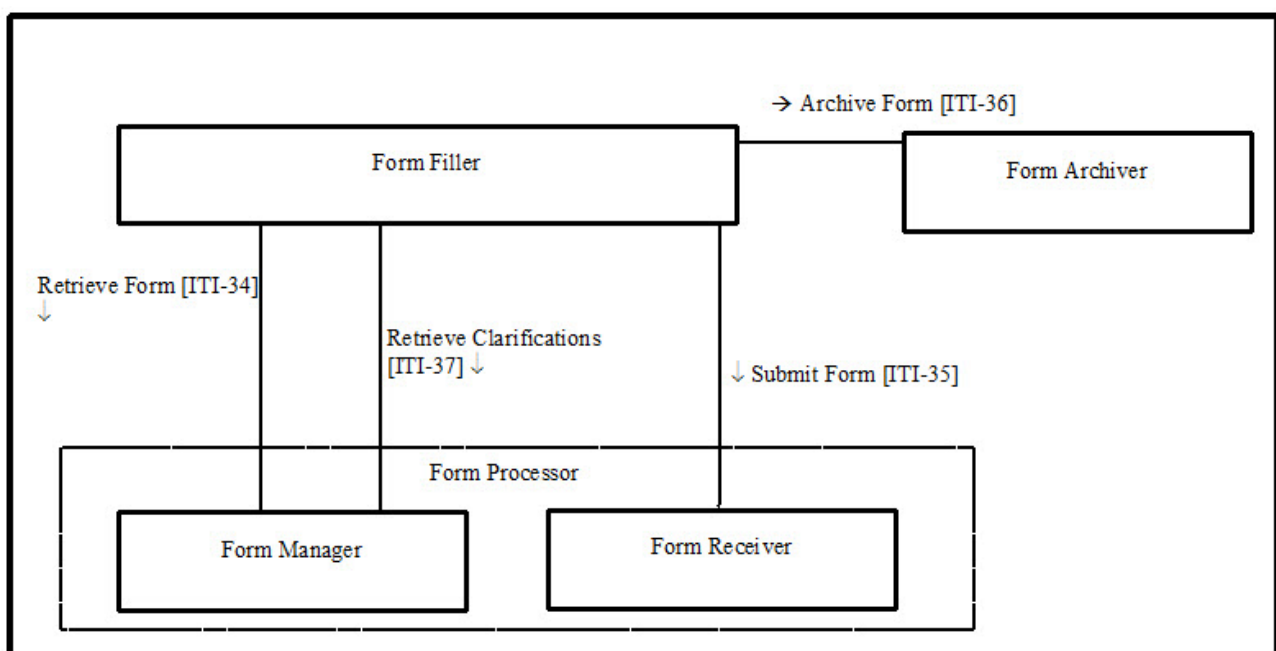 → Archive Form [ITI-36]
Form Filler
Form Archiver
Retrieve Form [ITI-34]
↓
Retrieve Clarifications
[ITI-37] ↓
↓ Submit Form [ITI-35]
Form Processor
Form Manager
Form Receiver